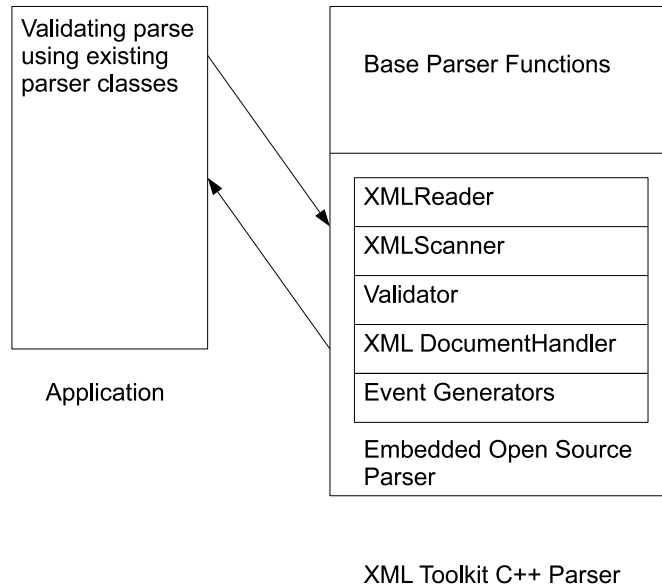 Validating parse
using existing
parser classes
Application
Base Parser Functions
XMLReader
XMLScanner
Validator
XML DocumentHandler
Event Generators
Embedded Open Source
Parser
XML Toolkit C++ Parser